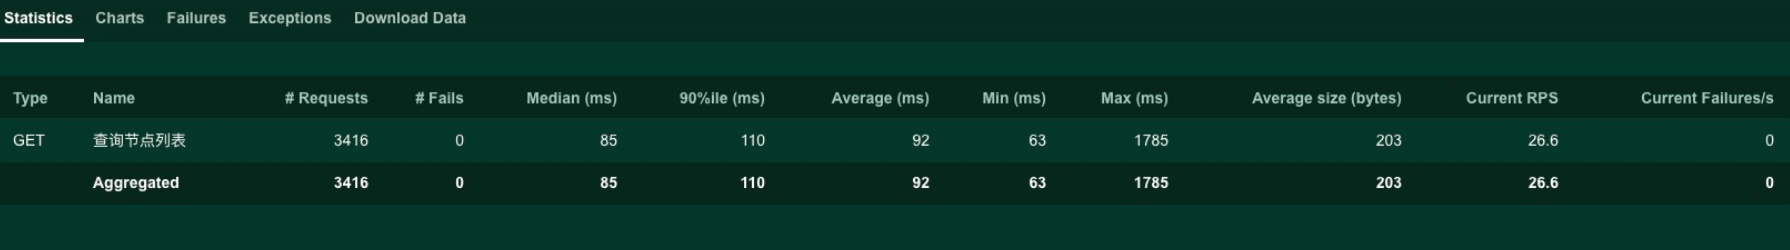 Statistics Charts Failures Exceptions Download Data
Type Name # Requests # Fails Median (ms) 90%ile (ms) Average (ms) Min (ms) Max (ms) Average size (bytes) Current RPS Current Failures/s
GET 查询节点列表 3416 0 85 110 92 63 1785 203 26.6 0
Aggregated 3416 0 85 110 92 63 1785 203 26.6 0